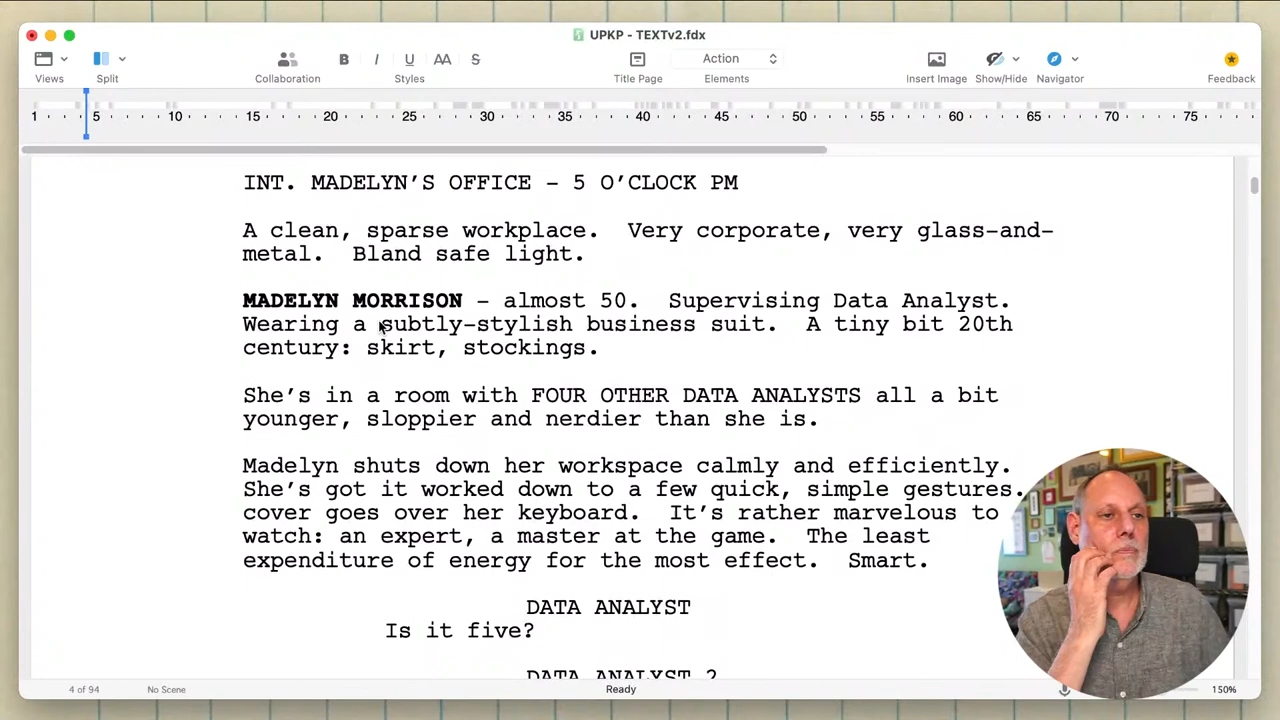 UPKP - TEXTv2.fdx
Views
Split
Collaboration
B I U AA S
Styles
Title Page
Action
Elements
Insert Image
Show/Hide
Navigator
Feedback
1 5 10 15 20 25 30 35 40 45 50 55 60 65 70 75
INT. MADELYN’S OFFICE – 5 O’CLOCK PM
A clean, sparse workplace.  Very corporate, very glass-and-
metal.  Bland safe light.
MADELYN MORRISON – almost 50.  Supervising Data Analyst.
Wearing a subtly-stylish business suit.  A tiny bit 20th
century: skirt, stockings.
She’s in a room with FOUR OTHER DATA ANALYSTS all a bit
younger, sloppier and nerdier than she is.
Madelyn shuts down her workspace calmly and efficiently.
She’s got it worked down to a few quick, simple gestures.
cover goes over her keyboard.  It’s rather marvelous to
watch: an expert, a master at the game.  The least
expenditure of energy for the most effect.  Smart.
DATA ANALYST
Is it five?
DATA ANALYST 2
4 of 94
No Scene
Ready
150%